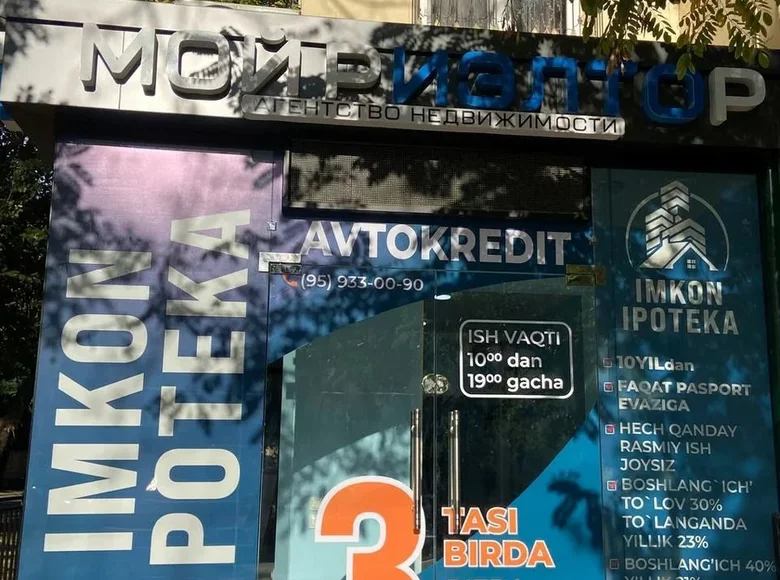 МОЙРИЭЛТОР
АГЕНТСТВО НЕДВИЖИМОСТИ
IMKON
IPOTEKA
AVTOKREDIT
(95) 933-00-90
ISH VAQTI
10⁰⁰ dan
19⁰⁰ gacha
3
TASI
BIRDA
IMKON
IPOTEKA
10YILdan
FAQAT PASPORT
EVAZIGA
HECH QANDAY
RASMIY ISH
JOYSIZ
BOSHLANG`ICH'
TO`LOV 30%
TO`LANGANDA
YILLIK 23%
BOSHLANG'ICH 40%